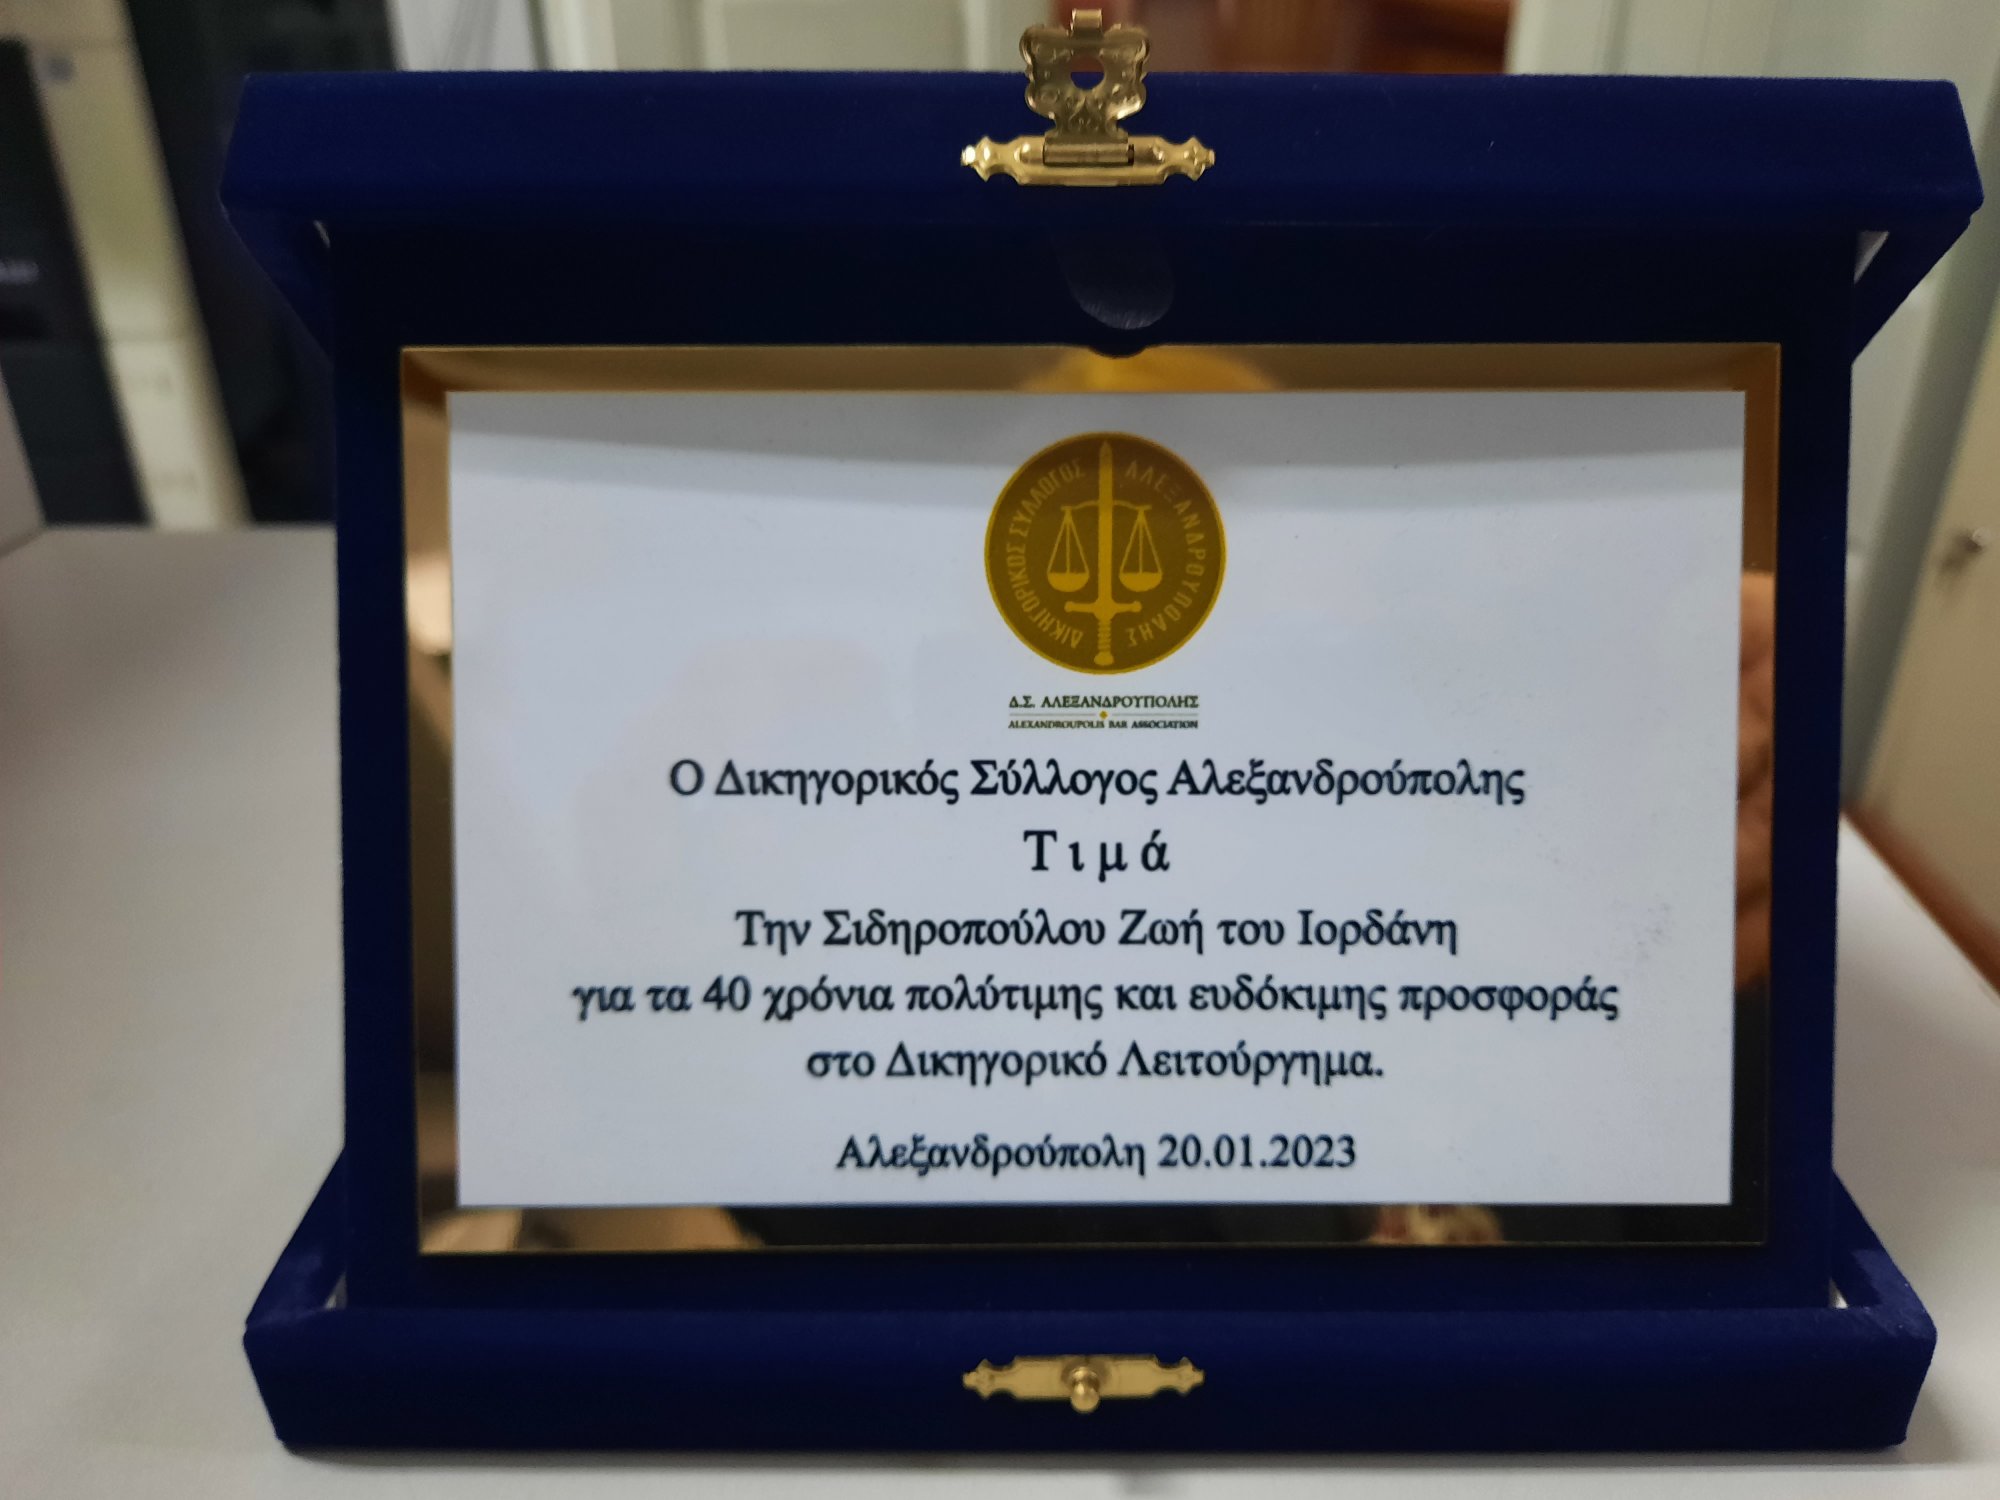 ΔΙΚΗΓΟΡΙΚΟΣ ΣΥΛΛΟΓΟΣ ΑΛΕΞΑΝΔΡΟΥΠΟΛΗΣ
Δ.Σ. ΑΛΕΞΑΝΔΡΟΥΠΟΛΗΣ
ALEXANDROUPOLIS BAR ASSOCIATION
Ο Δικηγορικός Σύλλογος Αλεξανδρούπολης
Τιμά
Την Σιδηροπούλου Ζωή του Ιορδάνη
για τα 40 χρόνια πολύτιμης και ευδόκιμης προσφοράς
στο Δικηγορικό Λειτούργημα.
Αλεξανδρούπολη 20.01.2023